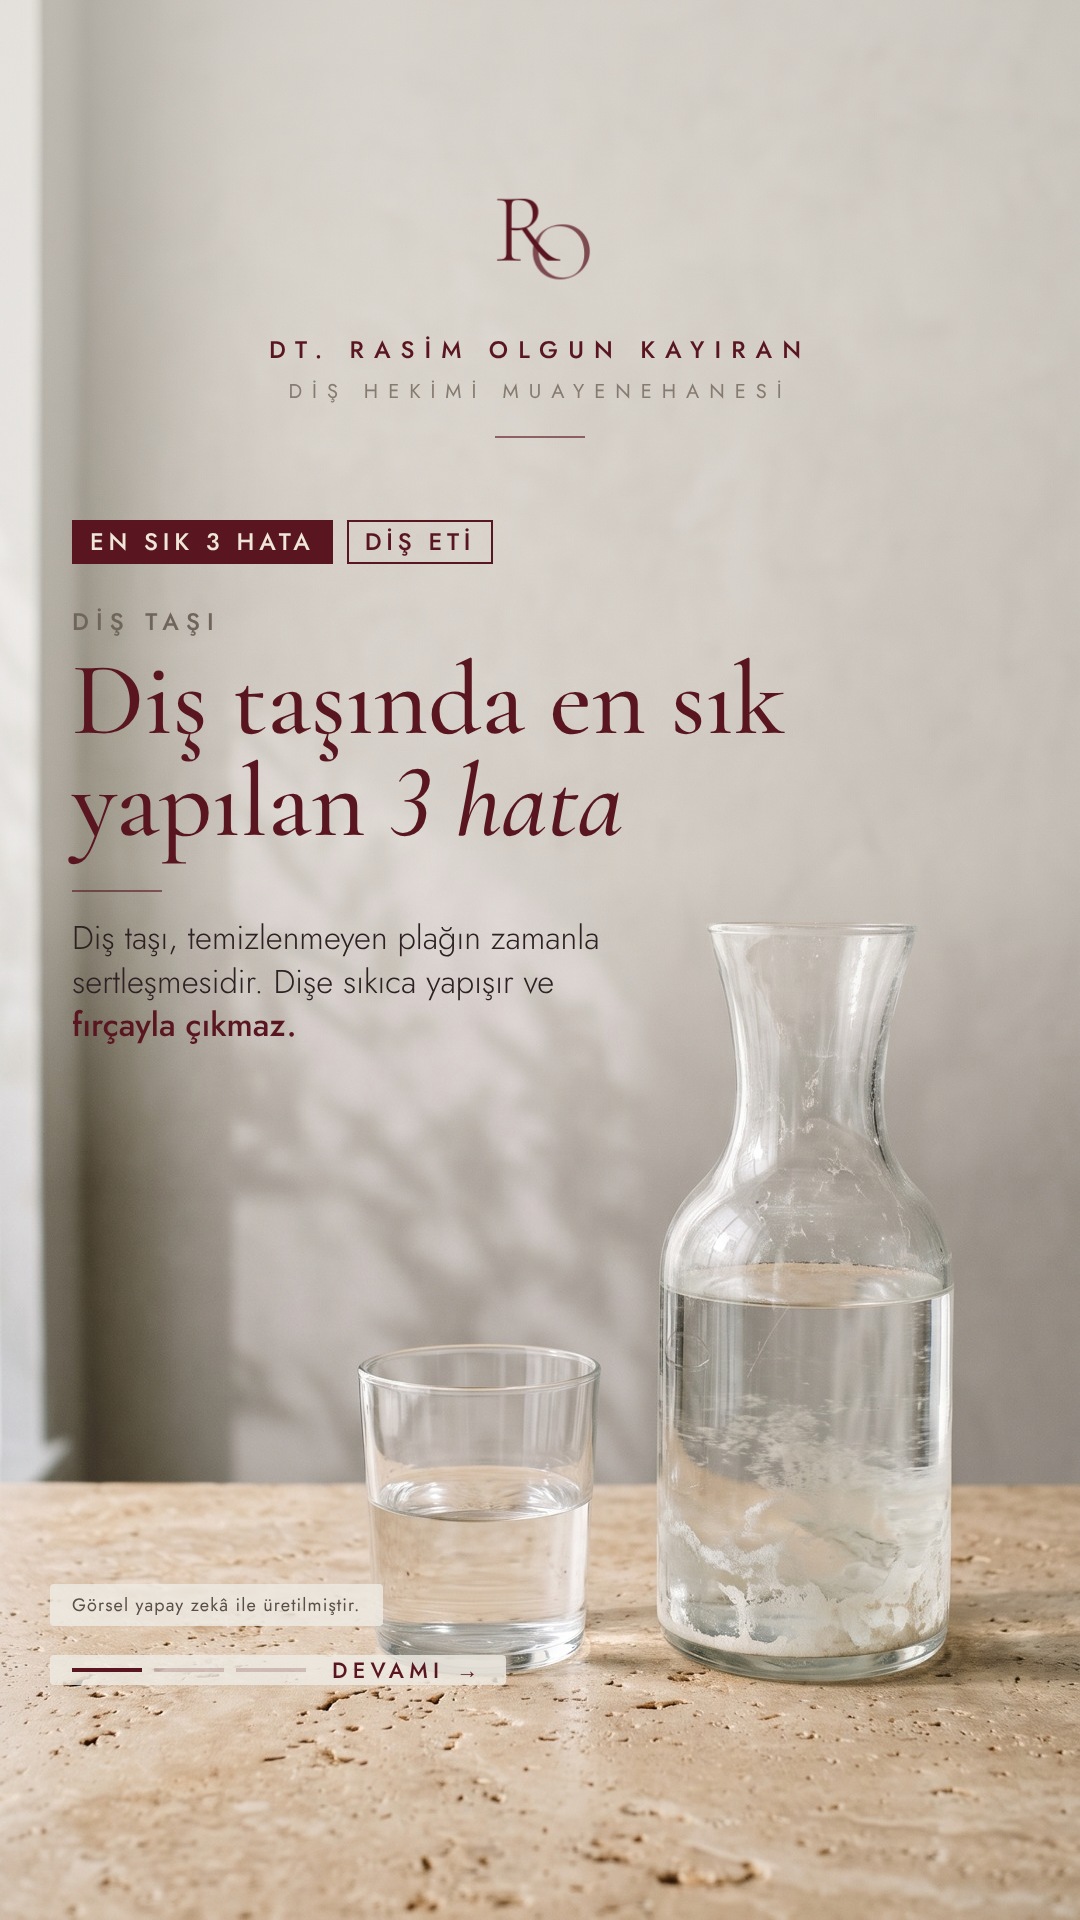 RO
DT. RASİM OLGUN KAYIRAN
DİŞ HEKİMİ MUAYENEHANESİ
EN SIK 3 HATA DİŞ ETİ
DİŞ TAŞI
Diş taşında en sık
yapılan 3 hata
Diş taşı, temizlenmeyen plağın zamanla
sertleşmesidir. Dişe sıkıca yapışır ve
fırçayla çıkmaz.
Görsel yapay zekâ ile üretilmiştir.
DEVAMI →